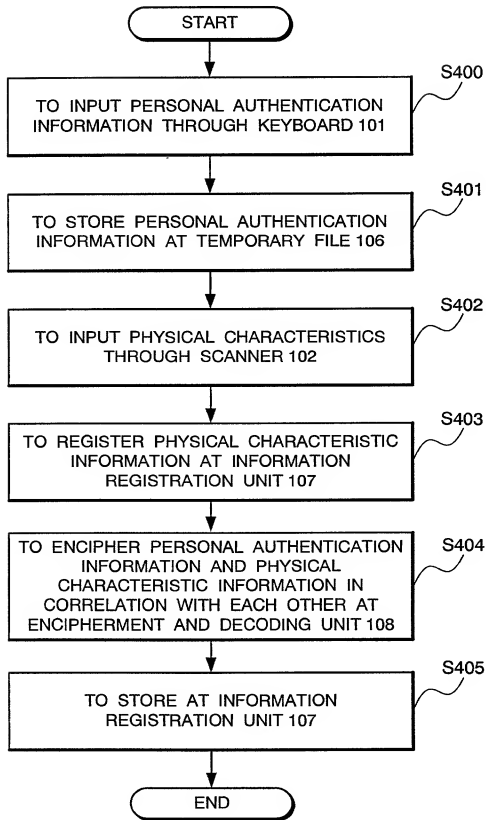 START
S400
TO INPUT PERSONAL AUTHENTICATION
INFORMATION THROUGH KEYBOARD 101
S401
TO STORE PERSONAL AUTHENTICATION
INFORMATION AT TEMPORARY FILE 106
S402
TO INPUT PHYSICAL CHARACTERISTICS
THROUGH SCANNER 102
S403
TO REGISTER PHYSICAL CHARACTERISTIC
INFORMATION AT INFORMATION
REGISTRATION UNIT 107
S404
TO ENCIPHER PERSONAL AUTHENTICATION
INFORMATION AND PHYSICAL
CHARACTERISTIC INFORMATION IN
CORRELATION WITH EACH OTHER AT
ENCIPHERMENT AND DECODING UNIT 108
S405
TO STORE AT INFORMATION
REGISTRATION UNIT 107
END